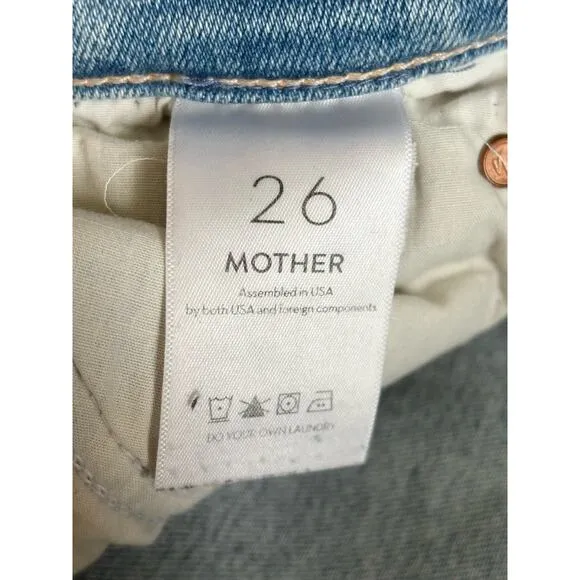 26
MOTHER
Assembled in USA
by both USA and foreign components
DO YOUR OWN LAUNDRY